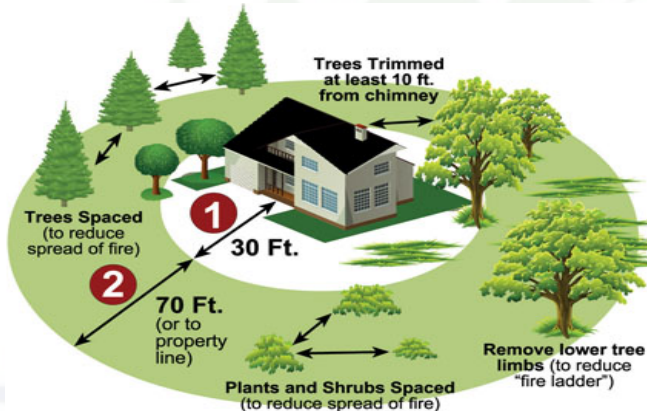 Trees Trimmed
at least 10 ft.
from chimney
Trees Spaced
(to reduce
spread of fire)
1
30 Ft.
2
70 Ft.
(or to
property
line)
Plants and Shrubs Spaced
(to reduce spread of fire)
Remove lower tree
limbs (to reduce
"fire ladder")